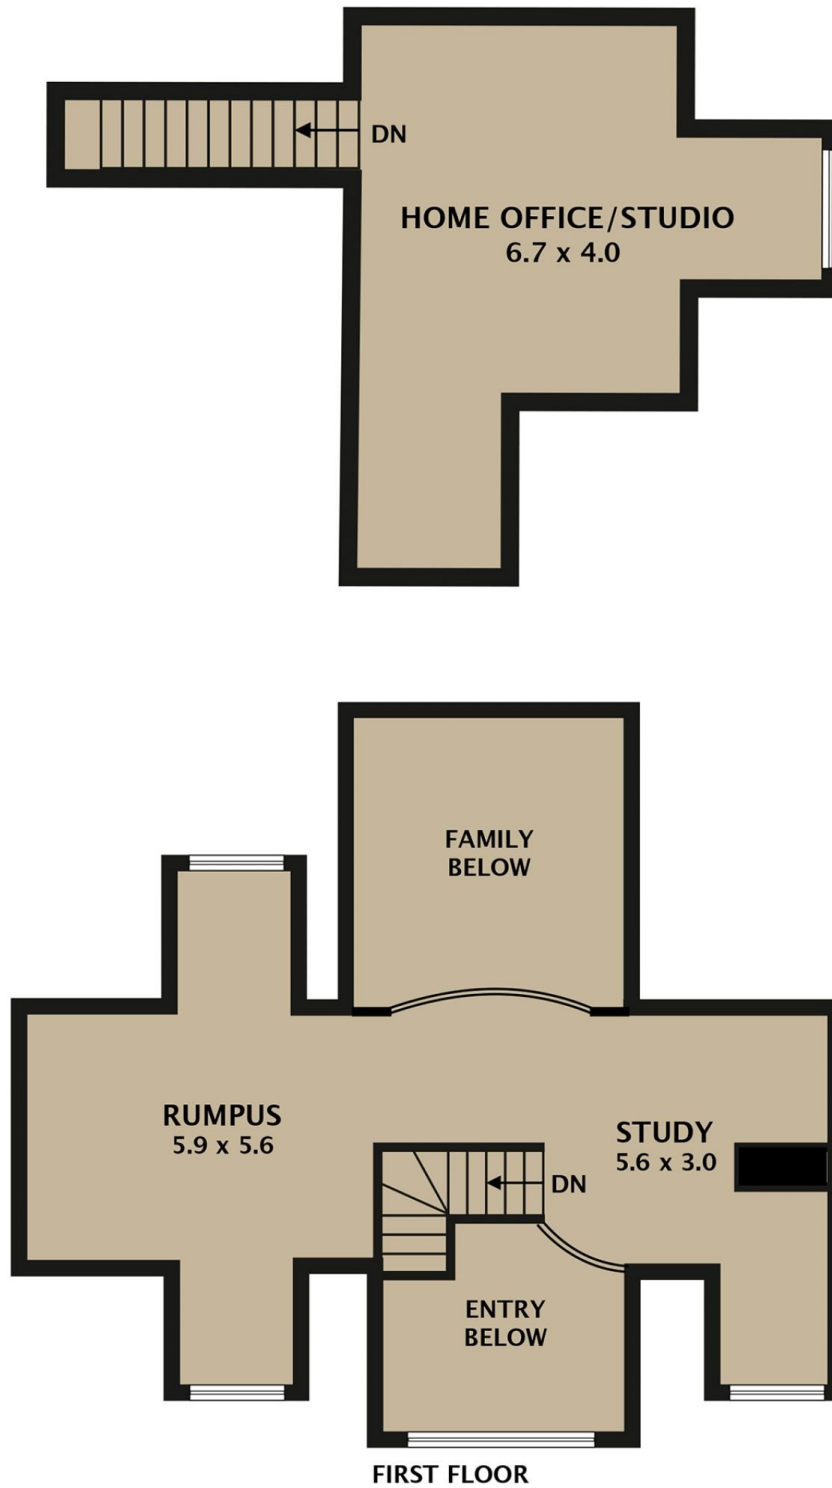 DN
HOME OFFICE/STUDIO
6.7 x 4.0
FAMILY
BELOW
RUMPUS
5.9 x 5.6
STUDY
5.6 x 3.0
DN
ENTRY
BELOW
FIRST FLOOR